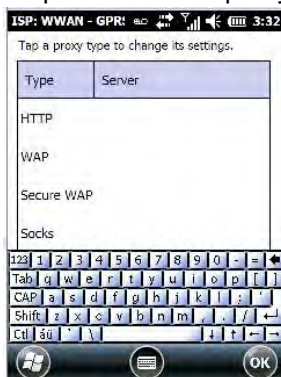 ISP: WWAN - GPR: 3:32
Tap a proxy type to change its settings.
Type Server
HTTP
WAP
Secure WAP
Socks
123 1 2 3 4 5 6 7 8 9 0 - =
Tab q w e r t y u i o p [ ]
CAP a s d f g h j k l ; '
Shift z x c v b n m , . /
Ctl áü ` \
OK